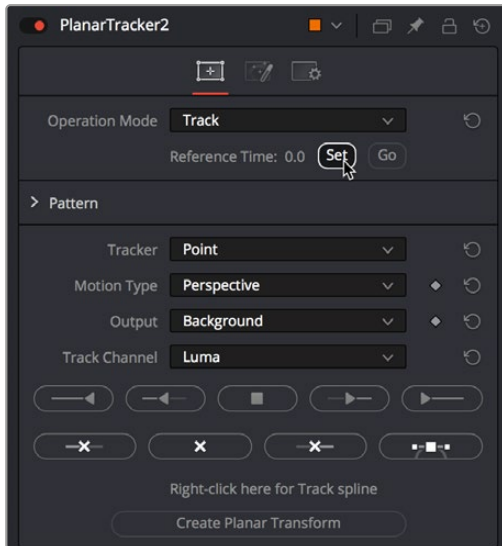 PlanarTracker2
Operation Mode Track
Reference Time: 0.0 Set Go
Pattern
Tracker Point
Motion Type Perspective
Output Background
Track Channel Luma
Right-click here for Track spline
Create Planar Transform